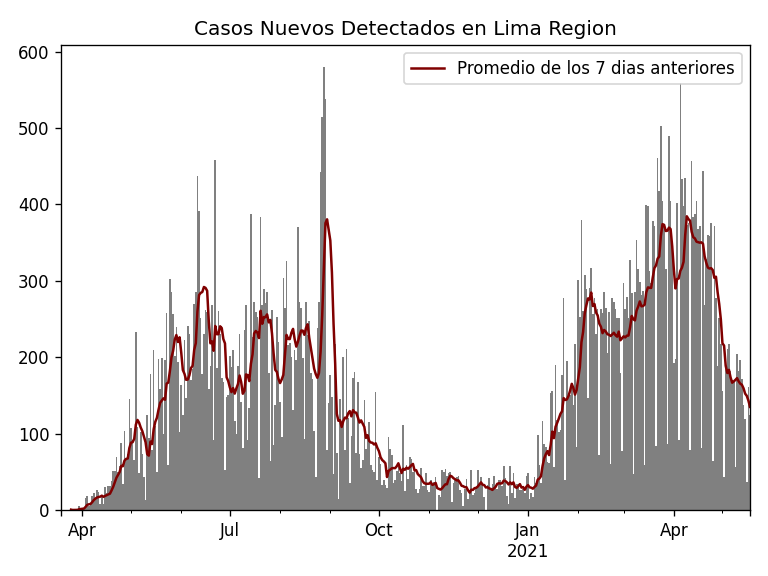 Casos Nuevos Detectados en Lima Region
Promedio de los 7 dias anteriores
600
500
400
300
200
100
0
Apr
Jul
Oct
Jan
2021
Apr